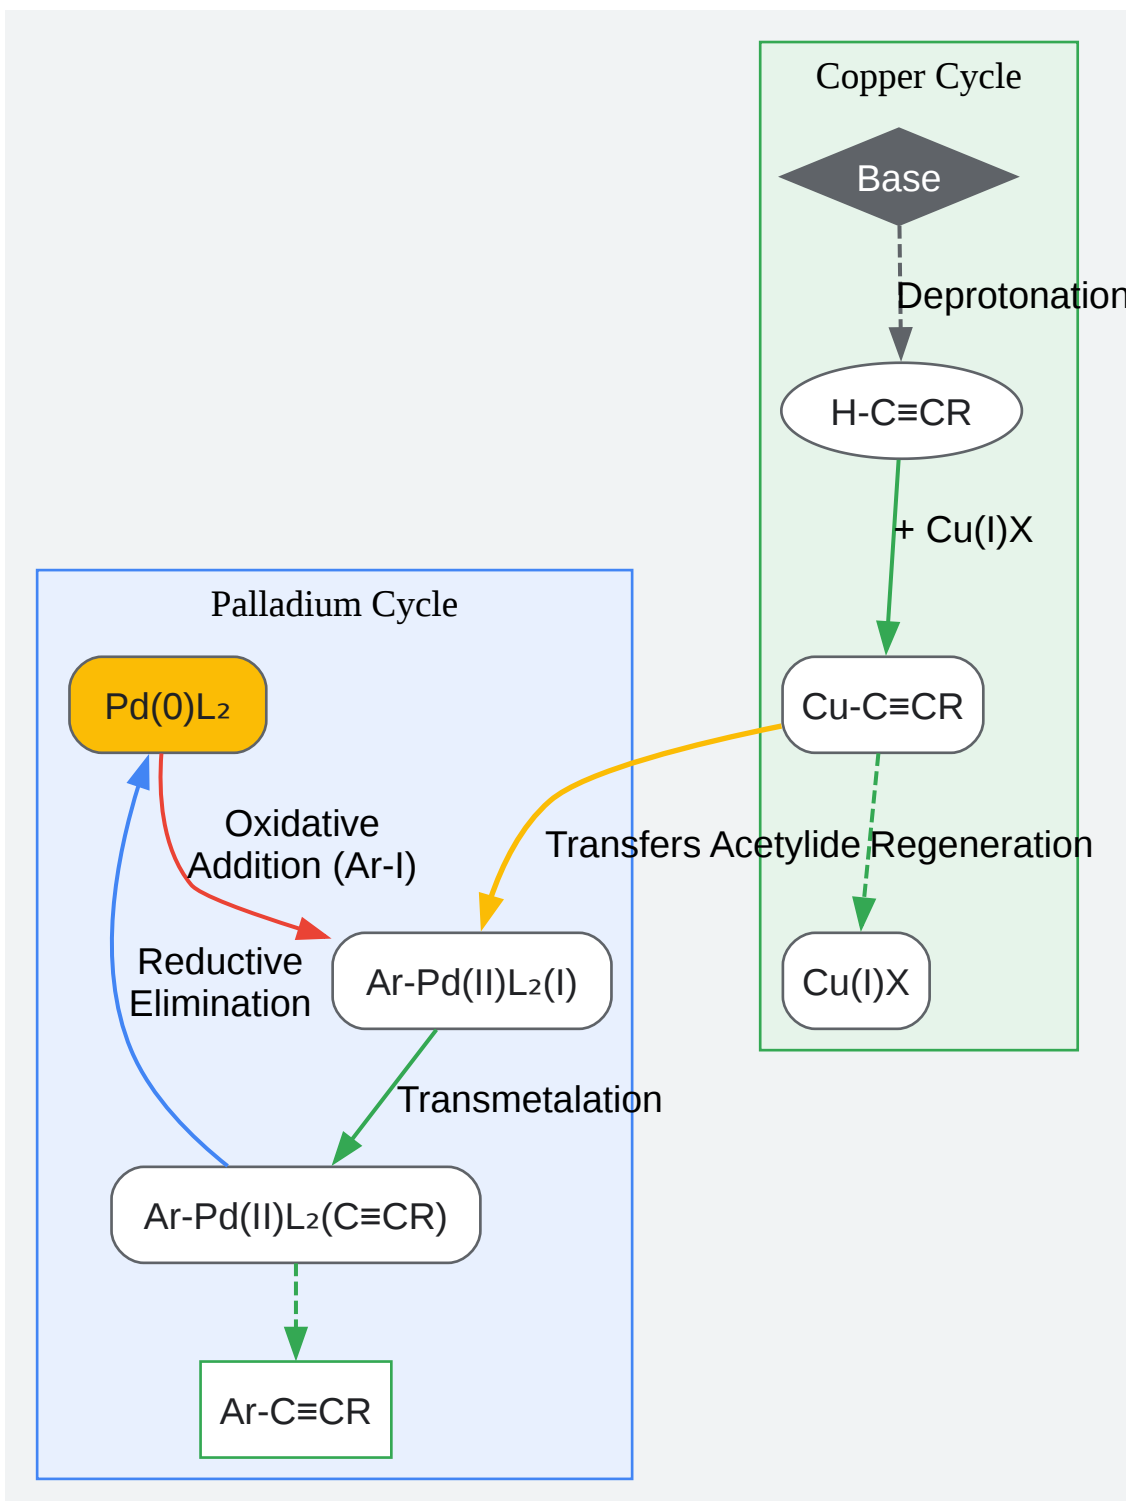 Copper Cycle
Base
Deprotonation
H-C≡CR
+ Cu(I)X
Palladium Cycle
Pd(0)L₂
Cu-C≡CR
Oxidative
Addition (Ar-I)
Transfers Acetylide
Regeneration
Reductive
Elimination
Ar-Pd(II)L₂(I)
Cu(I)X
Transmetalation
Ar-Pd(II)L₂(C≡CR)
Ar-C≡CR